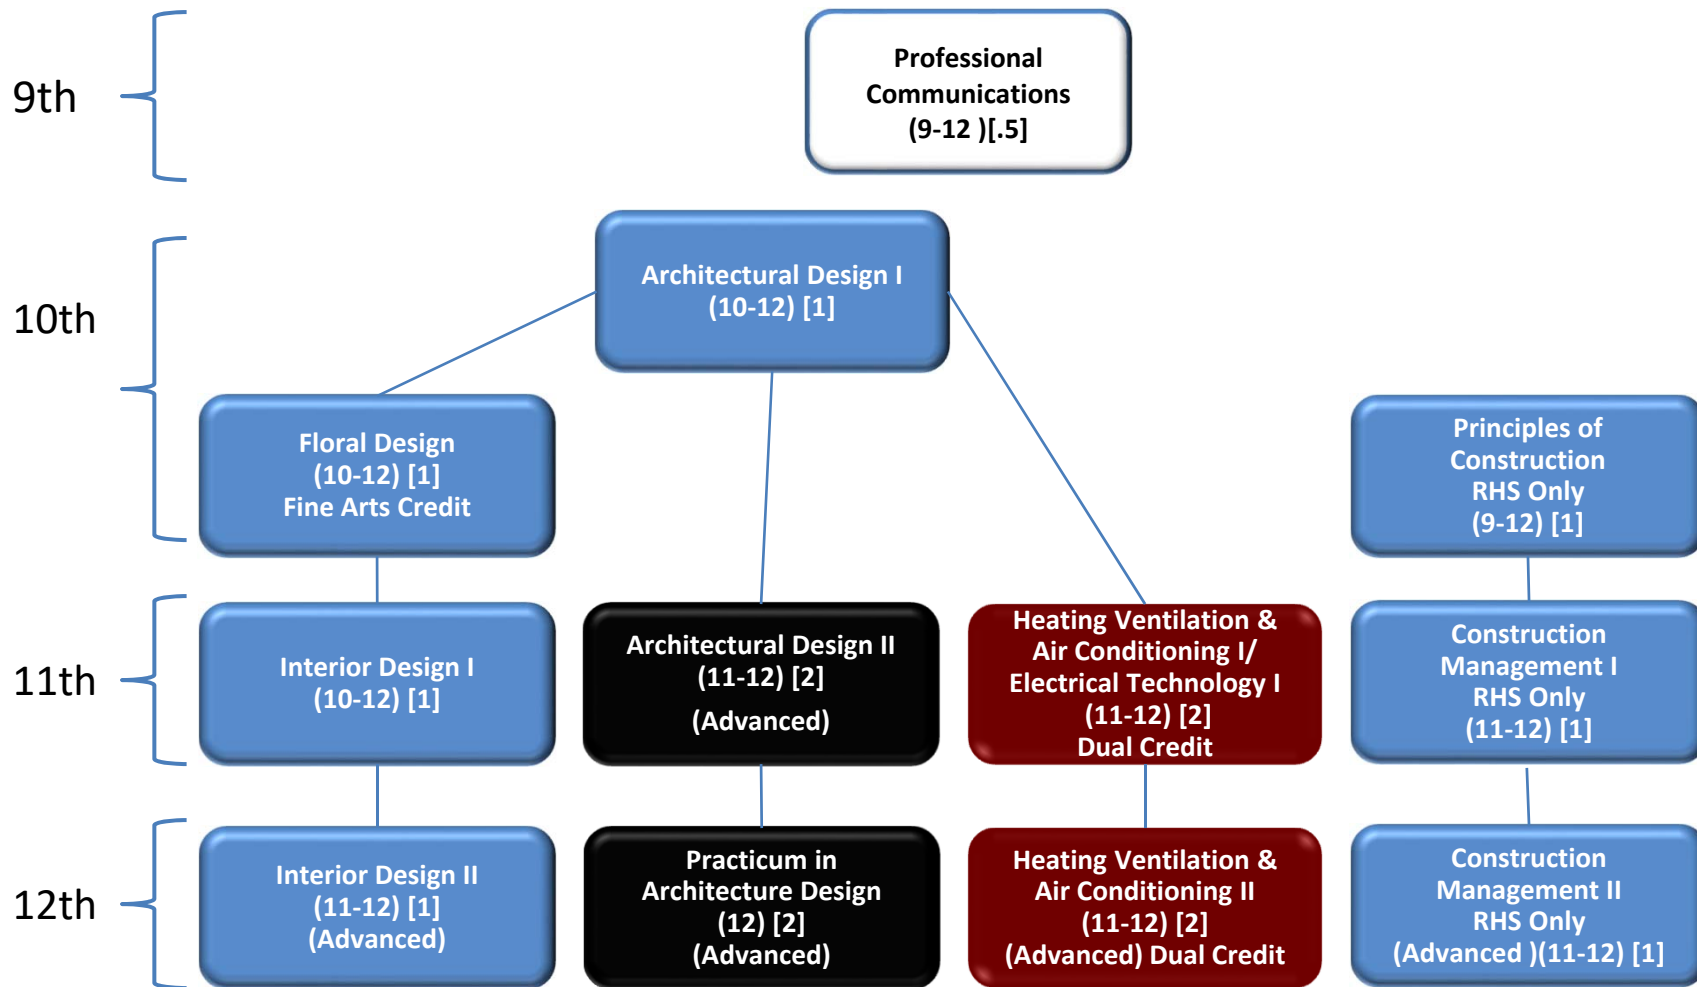 9th
Professional
Communications
(9-12 )[.5]
10th
Architectural Design I
(10-12) [1]
Floral Design
(10-12) [1]
Fine Arts Credit
Principles of
Construction
RHS Only
(9-12) [1]
11th
Interior Design I
(10-12) [1]
Architectural Design II
(11-12) [2]
(Advanced)
Heating Ventilation &
Air Conditioning I/
Electrical Technology I
(11-12) [2]
Dual Credit
Construction
Management I
RHS Only
(11-12) [1]
12th
Interior Design II
(11-12) [1]
(Advanced)
Practicum in
Architecture Design
(12) [2]
(Advanced)
Heating Ventilation &
Air Conditioning II
(11-12) [2]
(Advanced) Dual Credit
Construction
Management II
RHS Only
(Advanced )(11-12) [1]